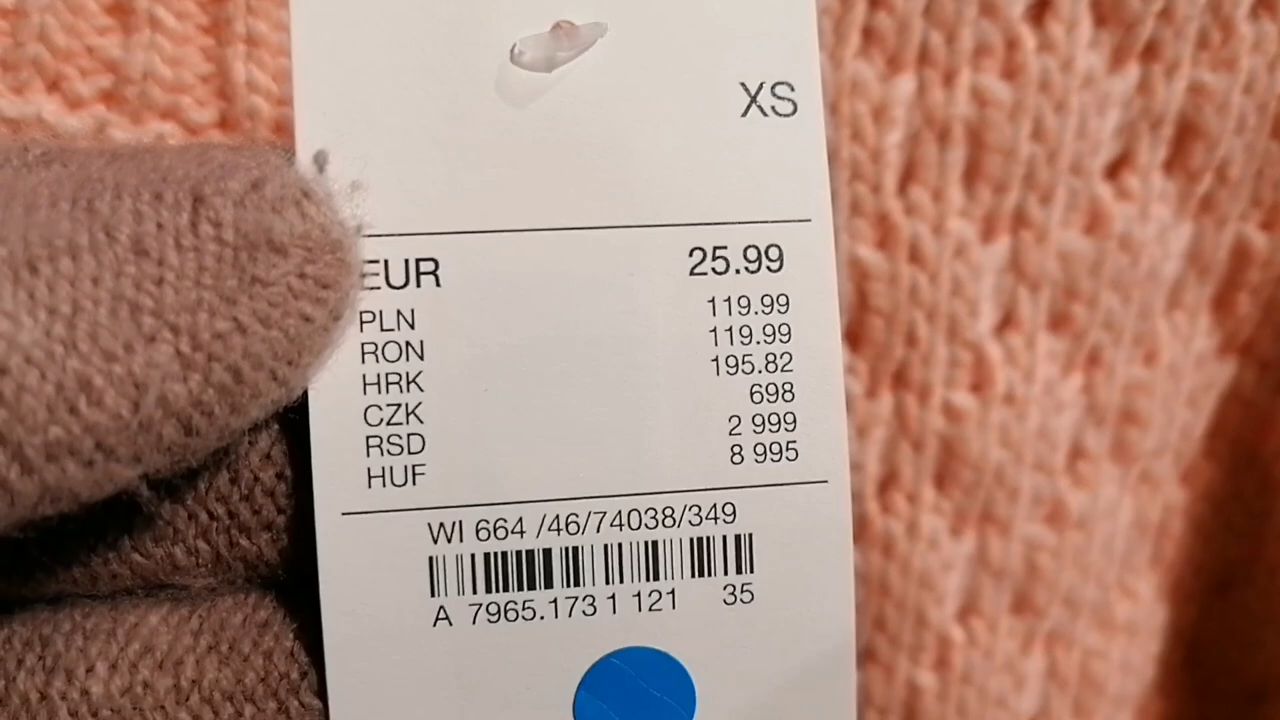 XS
EUR 25.99
PLN 119.99
RON 119.99
HRK 195.82
CZK 698
RSD 2 999
HUF 8 995
WI 664 /46/74038/349
A 7965.173 1 121 35